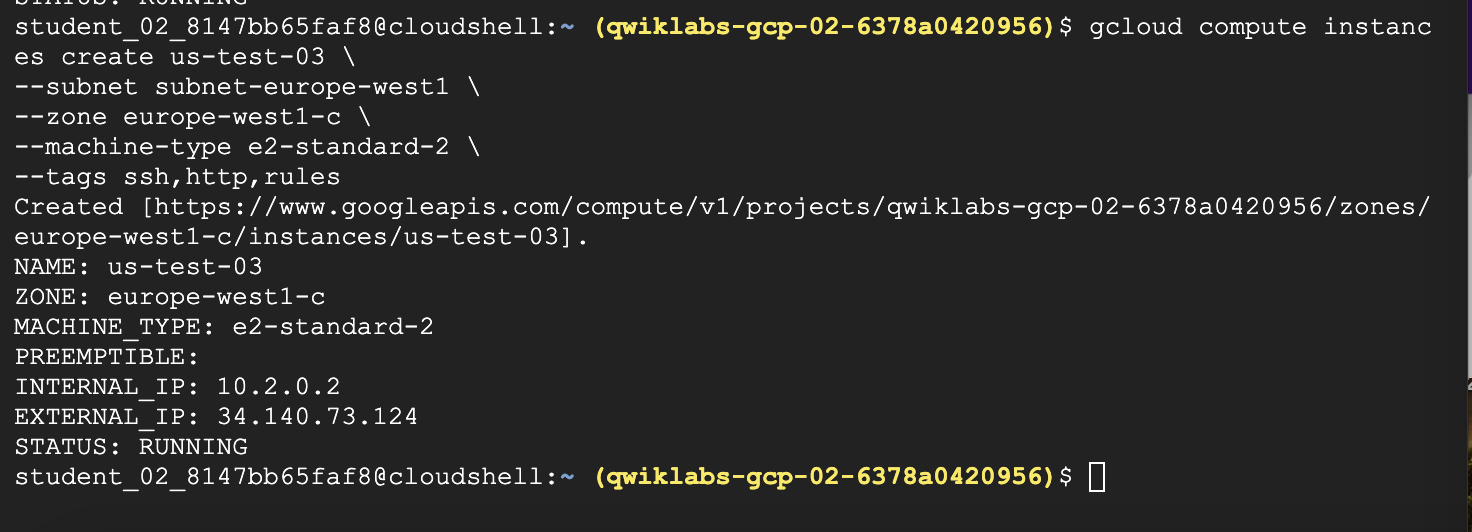 STATUS: RUNNING
student_02_8147bb65faf8@cloudshell:~ (qwiklabs-gcp-02-6378a0420956)$ gcloud compute instanc
es create us-test-03 \
--subnet subnet-europe-west1 \
--zone europe-west1-c \
--machine-type e2-standard-2 \
--tags ssh,http,rules
Created [https://www.googleapis.com/compute/v1/projects/qwiklabs-gcp-02-6378a0420956/zones/
europe-west1-c/instances/us-test-03].
NAME: us-test-03
ZONE: europe-west1-c
MACHINE_TYPE: e2-standard-2
PREEMPTIBLE:
INTERNAL_IP: 10.2.0.2
EXTERNAL_IP: 34.140.73.124
STATUS: RUNNING
student_02_8147bb65faf8@cloudshell:~ (qwiklabs-gcp-02-6378a0420956)$